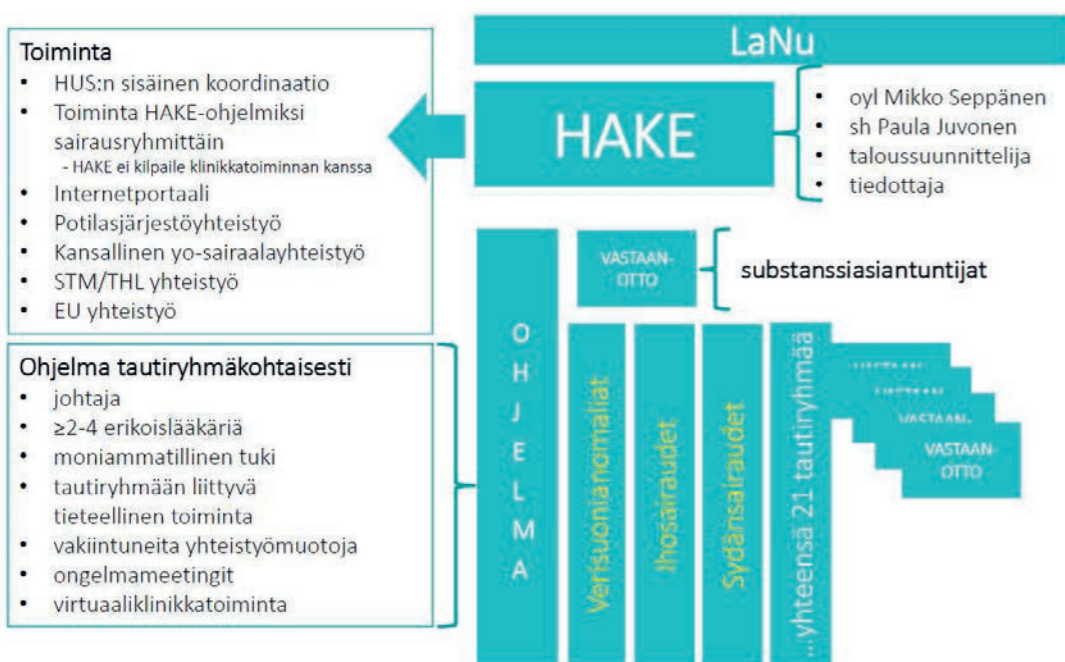 LaNu
Toiminta
• HUS:n sisäinen koordinaatio
• Toiminta HAKE-ohjelmiksi
sairausryhmittäin
- HAKE ei kilpaile klinikkatoiminnan kanssa
• Internetportaali
• Potilasjärjestöyhteistyö
• Kansallinen yo-sairaalayhteistyö
• STM/THL yhteistyö
• EU yhteistyö
HAKE
• oyl Mikko Seppänen
• sh Paula Juvonen
• taloussuunnittelija
• tiedottaja
VASTAAN-
OTTO
substanssiasiantuntijat
Ohjelma tautiryhmäkohtaisesti
• johtaja
• ≥2-4 erikoislääkäriä
• moniammatillinen tuki
• tautiryhmään liittyvä
tieteellinen toiminta
• vakiintuneita yhteistyömuotoja
• ongelmameetingit
• virtuaaliklinikkatoiminta
OHJELMA
Verisuonianomaliat
Ihosairaudet
Sydänsairaudet
...yhteensä 21 tautiryhmää
VASTAAN-
VASTAAN-
OTTO